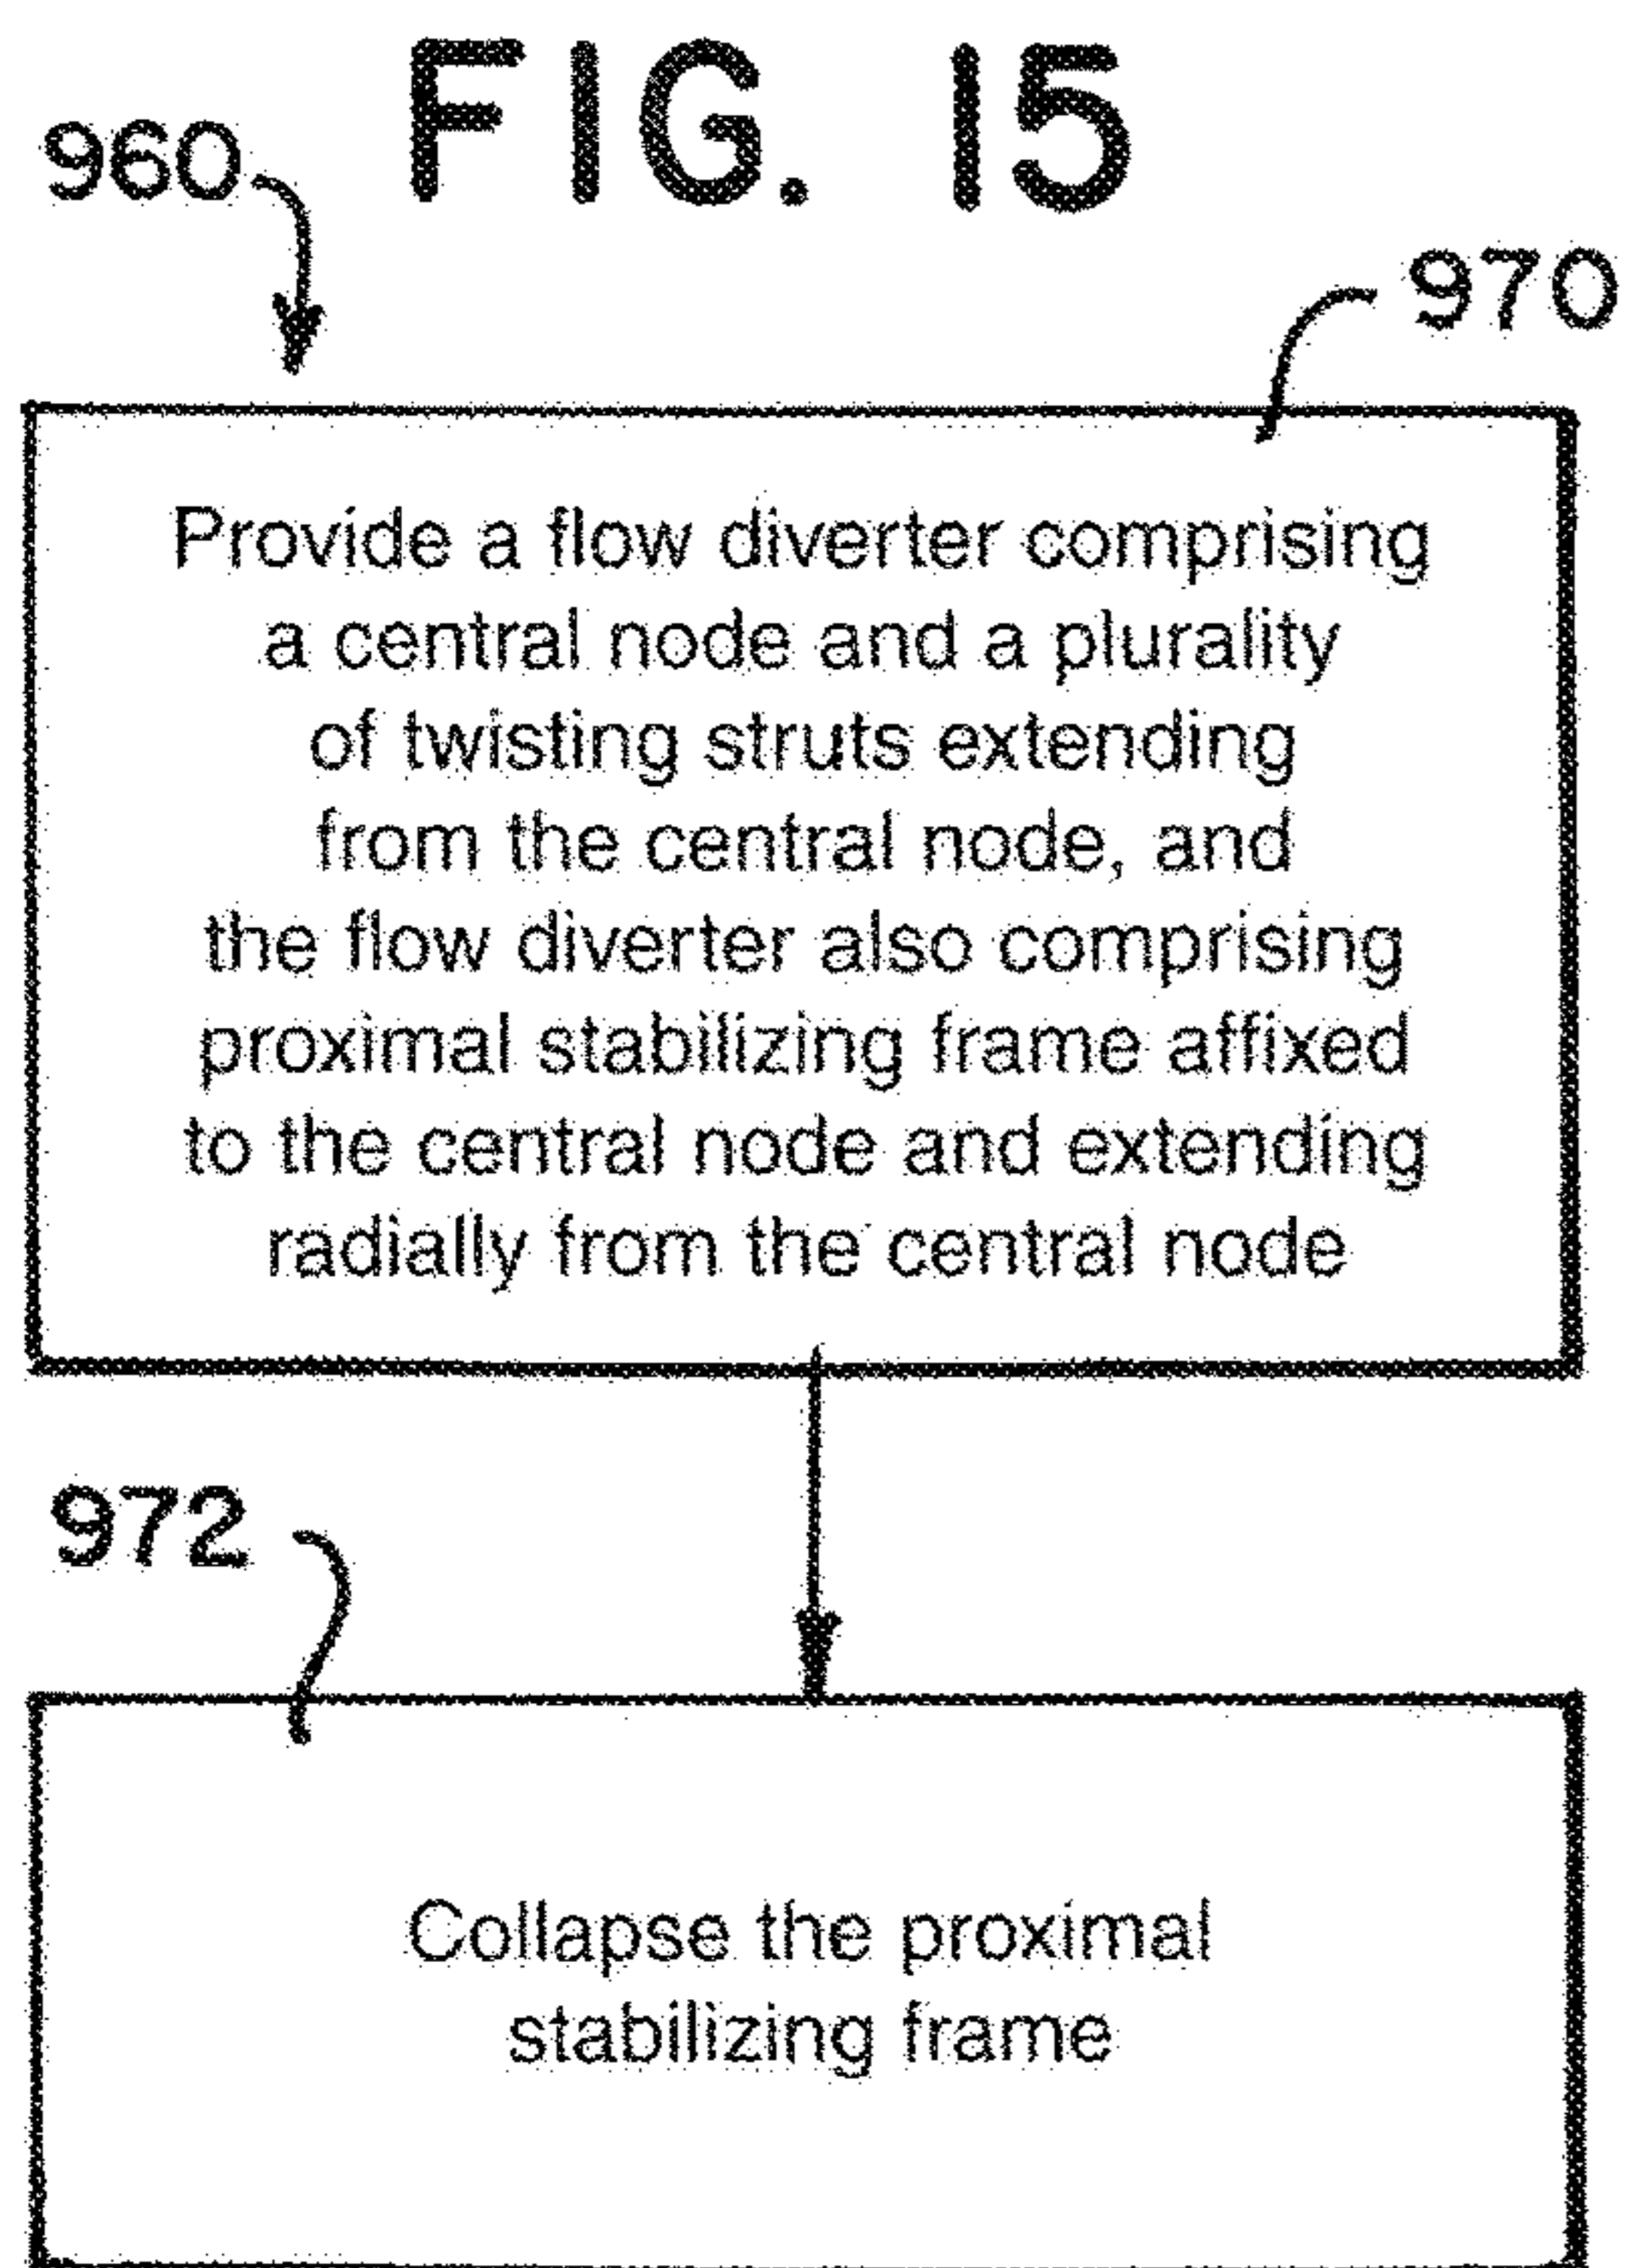 FIG. 15
960
970
Provide a flow diverter comprising
a central node and a plurality
of twisting struts extending
from the central node, and
the flow diverter also comprising
proximal stabilizing frame affixed
to the central node and extending
radially from the central node
972
Collapse the proximal
stabilizing frame